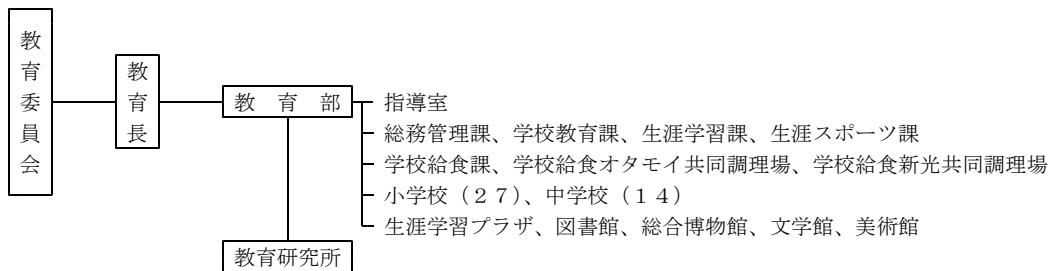 教育委員会
教育長
教育部
指導室
総務管理課、学校教育課、生涯学習課、生涯スポーツ課
学校給食課、学校給食オタモイ共同調理場、学校給食新光共同調理場
小学校(27)、中学校(14)
生涯学習プラザ、図書館、総合博物館、文学館、美術館
教育研究所